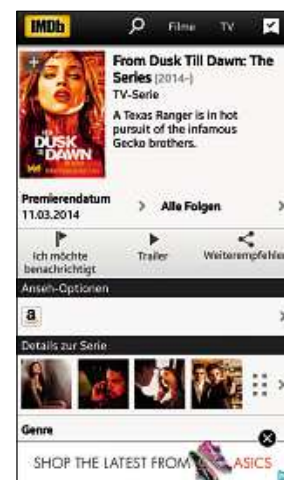 IMDb Filme TV
From Dusk Till Dawn: The
Series (2014-)
TV-Serie
A Texas Ranger is in hot
pursuit of the infamous
Gecko brothers.
DUSK
DAWN
Premierendatum
11.03.2014
Alle Folgen
Ich möchte
benachrichtigt
Trailer
Weiterempfehle
Anseh-Optionen
a
Details zur Serie
Genre
SHOP THE LATEST FROM ASICS